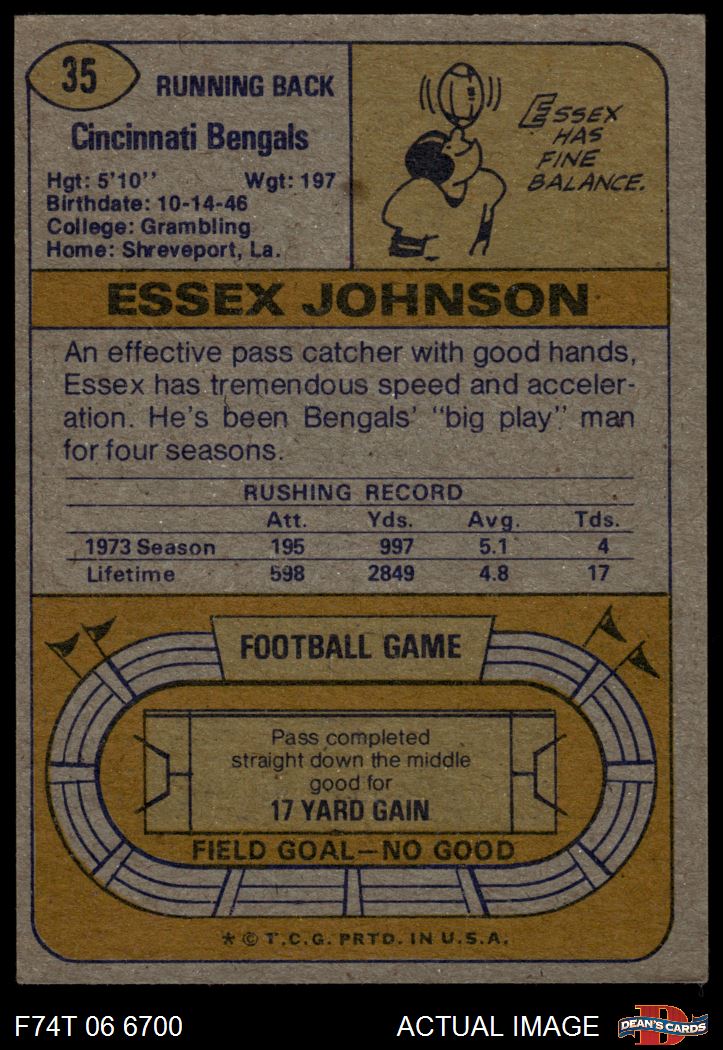 35
RUNNING BACK
Cincinnati Bengals
Hgt: 5'10'' Wgt: 197
Birthdate: 10-14-46
College: Grambling
Home: Shreveport, La.
ESSEX
HAS
FINE
BALANCE.
ESSEX JOHNSON
An effective pass catcher with good hands,
Essex has tremendous speed and acceler-
ation. He's been Bengals' "big play" man
for four seasons.
RUSHING RECORD
Att. Yds. Avg. Tds.
1973 Season 195 997 5.1 4
Lifetime 598 2849 4.8 17
FOOTBALL GAME
Pass completed
straight down the middle
good for
17 YARD GAIN
FIELD GOAL—NO GOOD
* © T.C.G. PRTD. IN U.S.A.
F74T 06 6700 ACTUAL IMAGE
D
DEAN'S CARDS